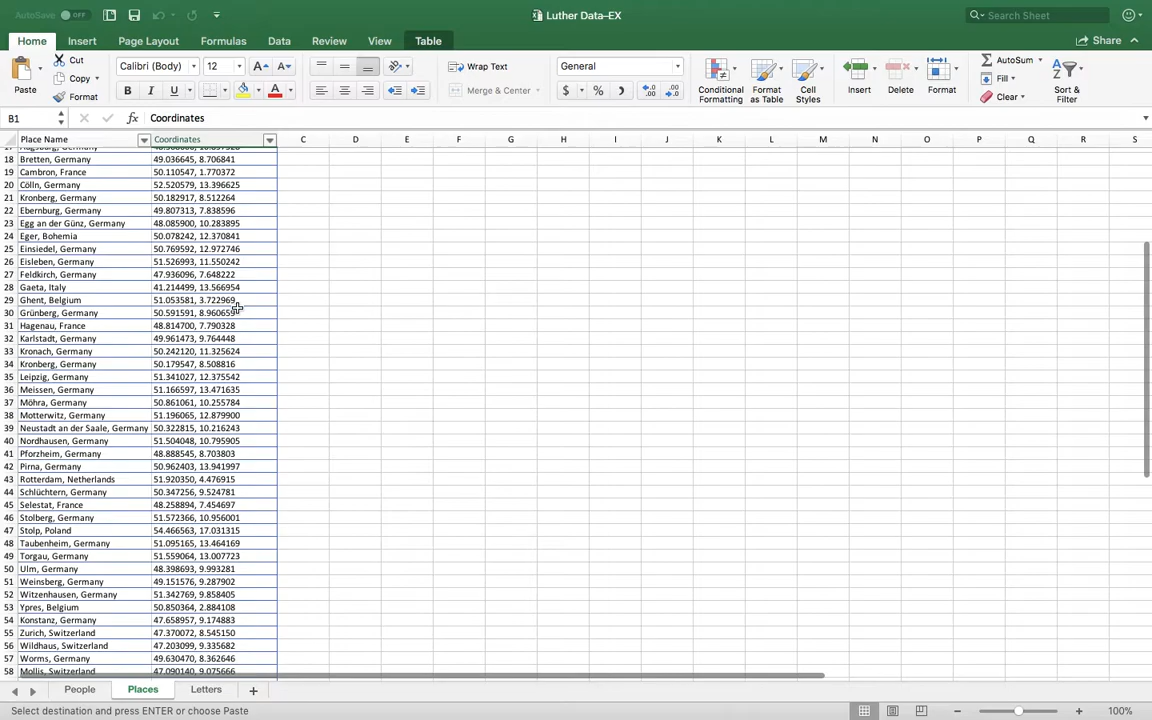 AutoSave OFF Luther Data–EX Search Sheet
Home Insert Page Layout Formulas Data Review View Table Share
Paste Cut Copy Format Calibri (Body) 12 Wrap Text Merge & Center General Conditional Formatting Format as Table Cell Styles Insert Delete Format AutoSum Fill Clear Sort & Filter
B I U A $ % )
B1 fx Coordinates
Place Name Coordinates C D E F G H I J K L M N O P Q R S
18 Bretten, Germany 49.036645, 8.706841
19 Cambron, France 50.110547, 1.770372
20 Cölln, Germany 52.520579, 13.396625
21 Kronberg, Germany 50.182917, 8.512264
22 Ebernburg, Germany 49.807313, 7.838596
23 Egg an der Günz, Germany 48.085900, 10.283895
24 Eger, Bohemia 50.078242, 12.370841
25 Einsiedel, Germany 50.769592, 12.972746
26 Eisleben, Germany 51.526993, 11.550242
27 Feldkirch, Germany 47.936096, 7.648222
28 Gaeta, Italy 41.214499, 13.566954
29 Ghent, Belgium 51.053581, 3.722969
30 Grünberg, Germany 50.591591, 8.960659
31 Hagenau, France 48.814700, 7.790328
32 Karlstadt, Germany 49.961473, 9.764448
33 Kronach, Germany 50.242120, 11.325624
34 Kronberg, Germany 50.179547, 8.508816
35 Leipzig, Germany 51.341027, 12.375542
36 Meissen, Germany 51.166597, 13.471635
37 Möhra, Germany 50.861061, 10.255784
38 Motterwitz, Germany 51.196065, 12.879900
39 Neustadt an der Saale, Germany 50.322815, 10.216243
40 Nordhausen, Germany 51.504048, 10.795905
41 Pforzheim, Germany 48.888545, 8.703803
42 Pirna, Germany 50.962403, 13.941997
43 Rotterdam, Netherlands 51.920350, 4.476915
44 Schlüchtern, Germany 50.347256, 9.524781
45 Selestat, France 48.258894, 7.454697
46 Stolberg, Germany 51.572366, 10.956001
47 Stolp, Poland 54.466563, 17.031315
48 Taubenheim, Germany 51.095165, 13.464169
49 Torgau, Germany 51.559064, 13.007723
50 Ulm, Germany 48.398693, 9.993281
51 Weinsberg, Germany 49.151576, 9.287902
52 Witzenhausen, Germany 51.342769, 9.858405
53 Ypres, Belgium 50.850364, 2.884108
54 Konstanz, Germany 47.658957, 9.174883
55 Zurich, Switzerland 47.370072, 8.545150
56 Wildhaus, Switzerland 47.203099, 9.335682
57 Worms, Germany 49.630470, 8.362646
58 Mollis, Switzerland 47.090140, 9.075666
People Places Letters
Select destination and press ENTER or choose Paste 100%